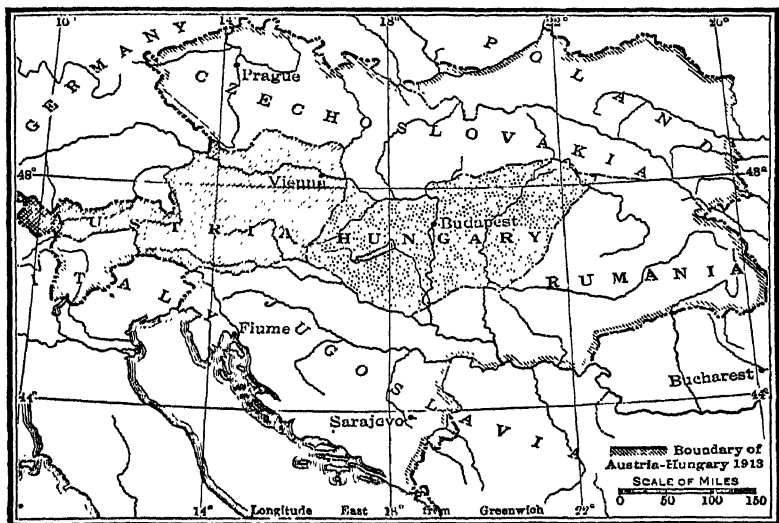 10° 14° 18° 22° 26°
GERMANY
POLAND
Prague
CZECHOSLOVAKIA
48° 48°
Vienna
AUSTRIA
HUNGARY
Budapest
RUMANIA
ITALY
Fiume
JUGOSLAVIA
Bucharest
44° 44°
Sarajevo
Boundary of
Austria-Hungary 1913
SCALE OF MILES
0 50 100 150
14° Longitude East 18° from Greenwich 22°